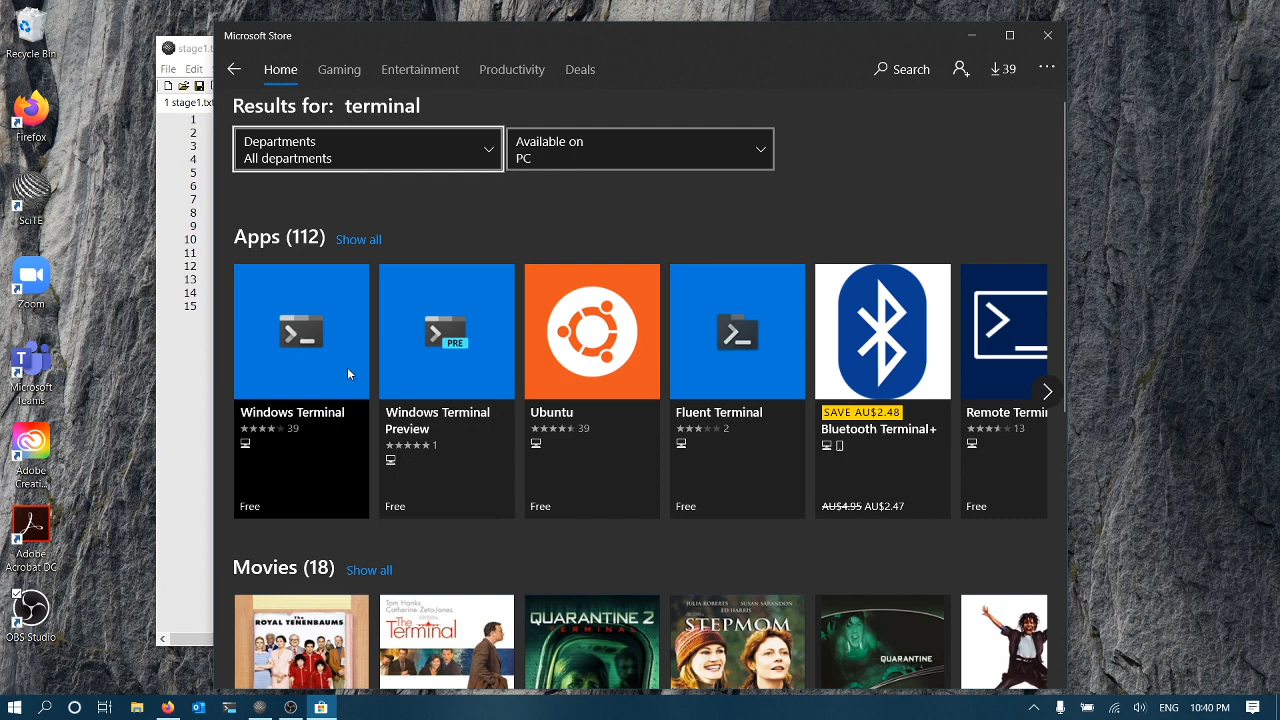 Recycle Bin
Firefox
SciTE
Zoom
Microsoft
Teams
Adobe
Creati...
Adobe
Acrobat DC
OBS Studio
stage1.t
File Edit
1 stage1.txt
1
2
3
4
5
6
7
8
9
10
11
12
13
14
15
Microsoft Store
Home Gaming Entertainment Productivity Deals Search 39
Results for: terminal
Departments
All departments
Available on
PC
Apps (112) Show all
PRE
Windows Terminal
39
Free
Windows Terminal
Preview
1
Free
Ubuntu
39
Free
Fluent Terminal
2
Free
SAVE AU$2.48
Bluetooth Terminal+
AU$4.95 AU$2.47
Remote Termi
13
Free
Movies (18) Show all
The
ROYAL TENENBAUMS
Tom Hanks
Catherine Zeta-Jones
The
Terminal
QUARANTINE 2
TERMINAL
JULIA ROBERTS SUSAN SARANDON
ED HARRIS
STEPMOM
QUARANTINE
ENG 10:40 PM